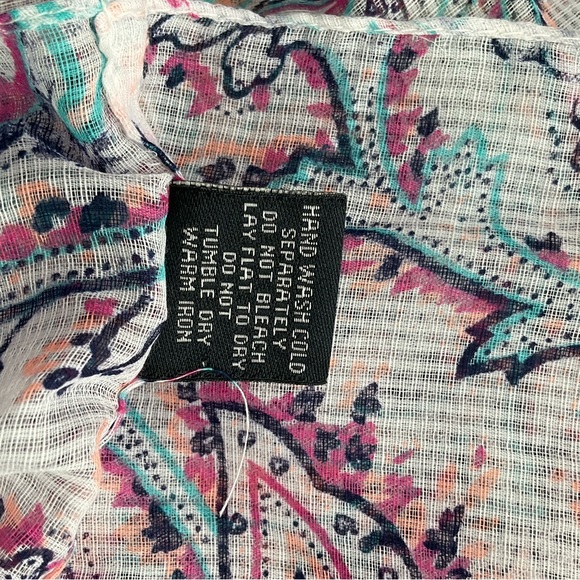 HAND WASH COLD
SEPARATELY
DO NOT BLEACH
LAY FLAT TO DRY
DO NOT
TUMBLE DRY
WARM IRON